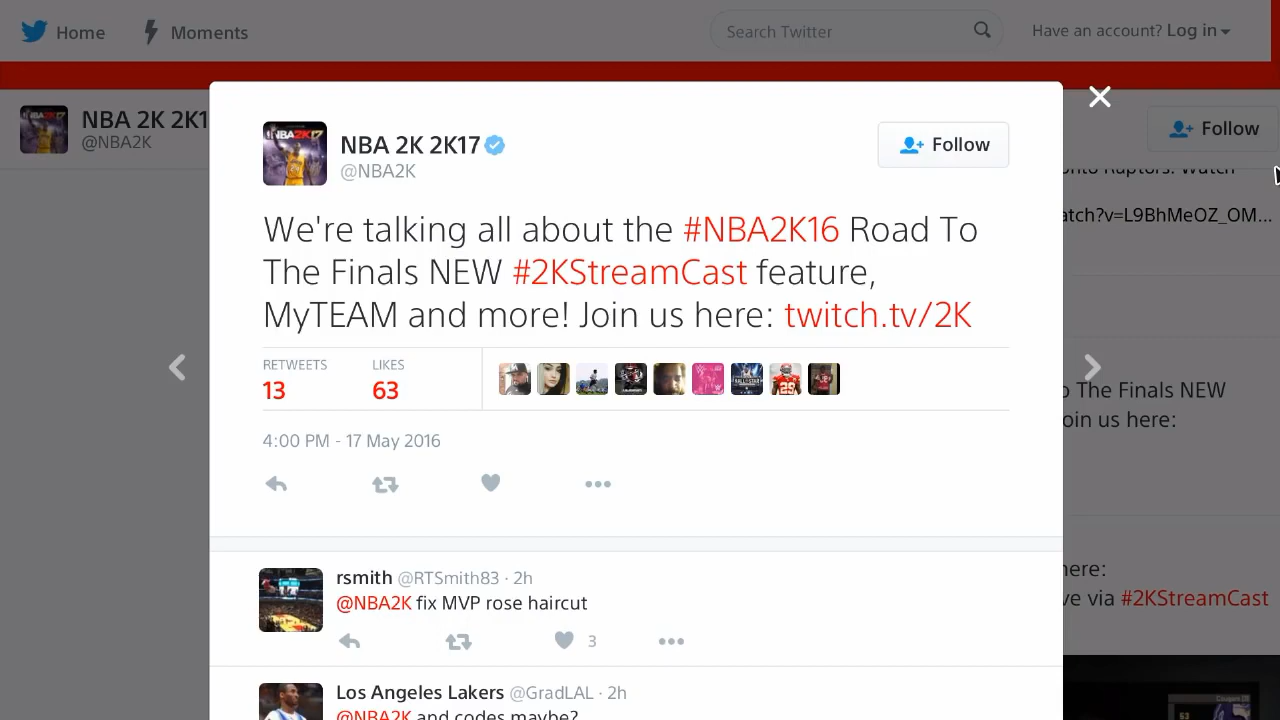 Home
Moments
Search Twitter
Have an account? Log in
NBA 2K 2K1
@NBA2K
Follow
NBA 2K 2K17
@NBA2K
Follow
We're talking all about the #NBA2K16 Road To
The Finals NEW #2KStreamCast feature,
MyTEAM and more! Join us here: twitch.tv/2K
RETWEETS
LIKES
13
63
4:00 PM - 17 May 2016
rsmith @RTSmith83 · 2h
@NBA2K fix MVP rose haircut
3
Los Angeles Lakers @GradLAL · 2h
@NBA2K and codes maybe?
Raptors. Watch
atch?v=L9BhMeOZ_OM...
The Finals NEW
oin us here:
here:
ve via #2KStreamCast